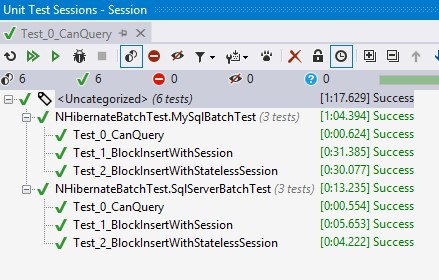 Unit Test Sessions - Session
Test_0_CanQuery
6 6 0 0 0
<Uncategorized> (6 tests) [1:17.629] Success
NHibernateBatchTest.MySqlBatchTest (3 tests) [1:04.394] Success
Test_0_CanQuery [0:00.624] Success
Test_1_BlockInsertWithSession [0:31.385] Success
Test_2_BlockInsertWithStatelessSession [0:30.077] Success
NHibernateBatchTest.SqlServerBatchTest (3 tests) [0:13.235] Success
Test_0_CanQuery [0:00.554] Success
Test_1_BlockInsertWithSession [0:05.653] Success
Test_2_BlockInsertWithStatelessSession [0:04.222] Success